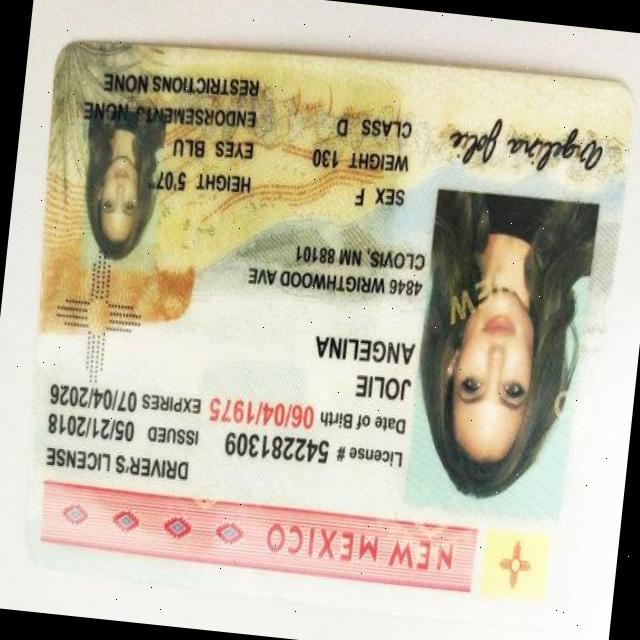 NEW MEXICO
DRIVER'S LICENSE
License # 542281309
ISSUED 05/21/2018
Date of Birth 06/04/1975
EXPIRES 07/04/2026
JOLIE
ANGELINA
4846 WRIGTHWOOD AVE
CLOVIS, NM 88101
SEX F
HEIGHT 5'07"
WEIGHT 130
EYES BLU
CLASS D
ENDORSEMENTS NONE
RESTRICTIONS NONE
Angelina Jolie
NEW